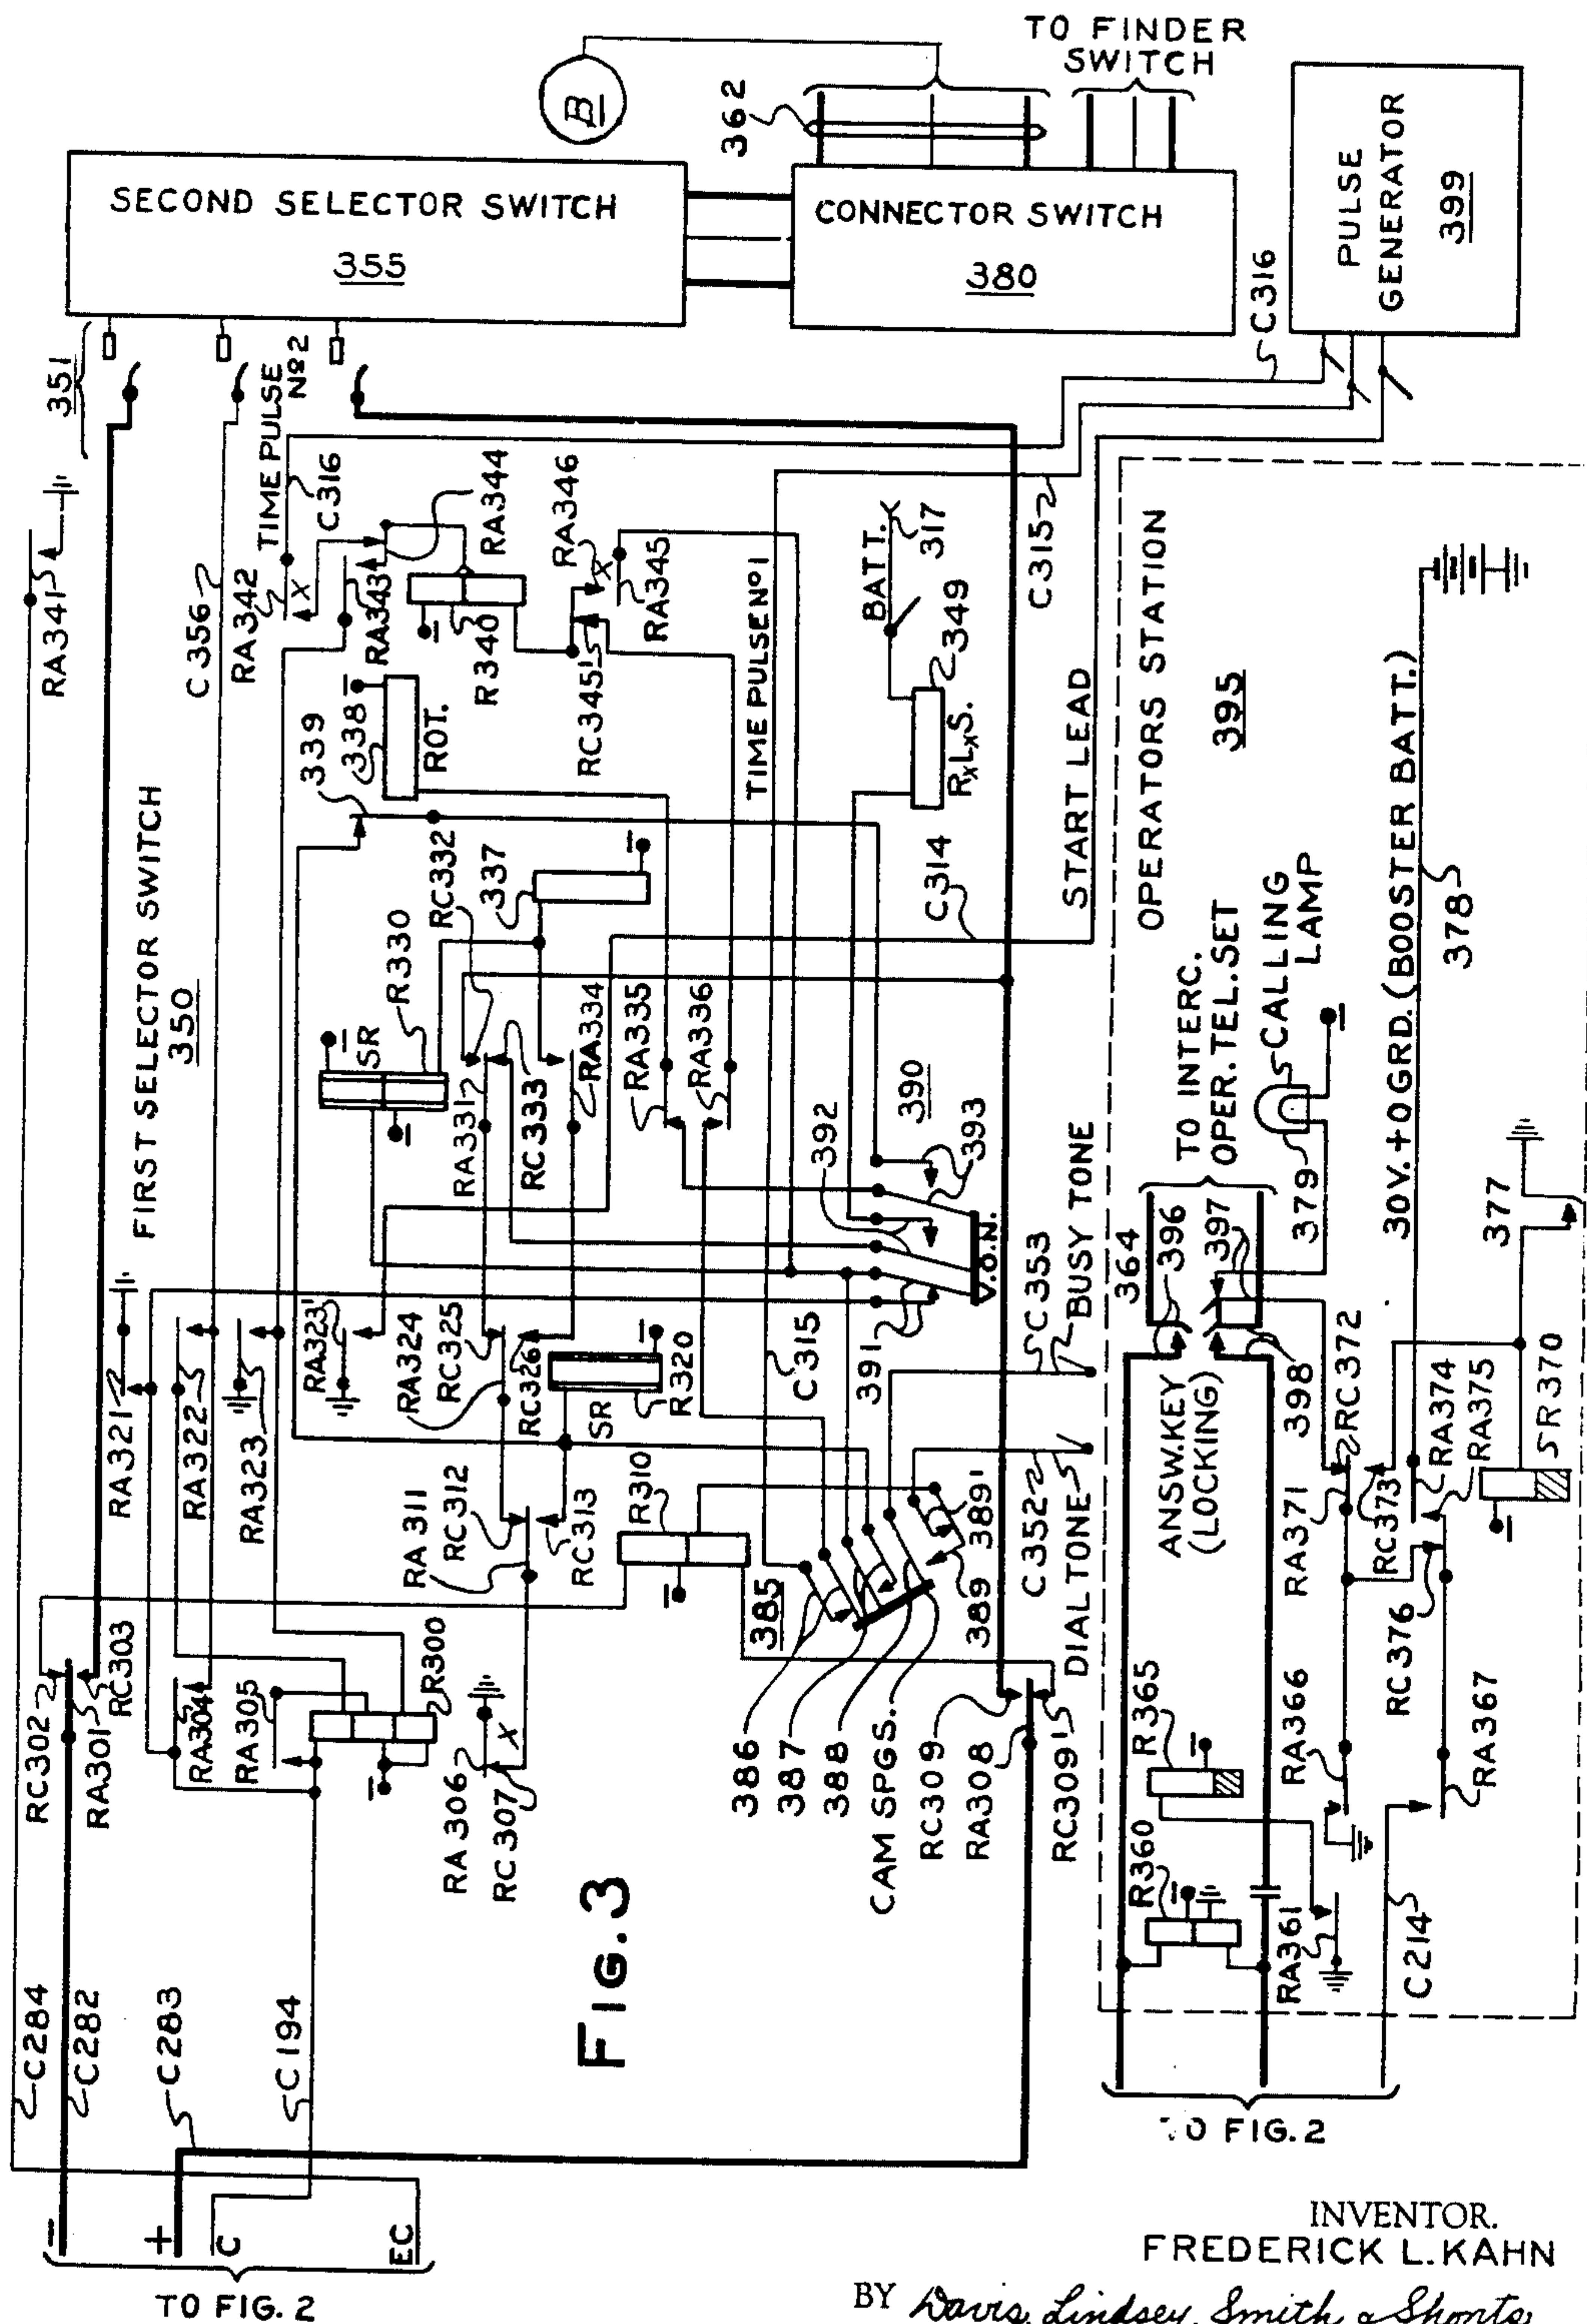 TO FINDER
SWITCH
B
362
SECOND SELECTOR SWITCH
355
CONNECTOR SWITCH
380
PULSE
GENERATOR
399
C316
351
TIME PULSE
Nº2
RA341
C356
RA342
X
C316
RA343
RA344
R340
RA346
X
RA345
RC345'
339
338
ROT.
BATT.
317
349
RxLxS.
C315
TIME PULSE Nº1
START LEAD
C314
FIRST SELECTOR SWITCH
350
R330
SR
RC332
337
RA331
RC333
RA334
RA335
RA336
390
392
393
V.O.N.
391
C315
RA321
RA322
RA323
RA323'
RA324
RC325
RC326
SR
R320
RA311
RC312
RC313
R310
385
386
387
388
CAM SPGS.
389
389'
C353
BUSY TONE
C352
DIAL TONE
RC302
RA301
RC303
RA304
RA305
R300
RA306
RC307
X
RC309
RA308
RC309'
C284
C282
C283
C194
−
+
C
EC
TO FIG. 2
FIG. 3
OPERATORS STATION
395
TO INTERC.
OPER. TEL. SET
CALLING
LAMP
364
396
397
379
398
ANSW. KEY
(LOCKING)
30V. + O GRD. (BOOSTER BATT.)
378
377
RC372
RA371
RC373
RA374
RA375
SR370
RC376
RA366
RA367
R365
R360
RA361
C214
TO FIG. 2
INVENTOR.
FREDERICK L. KAHN
BY Davis, Lindsey, Smith & Shonts